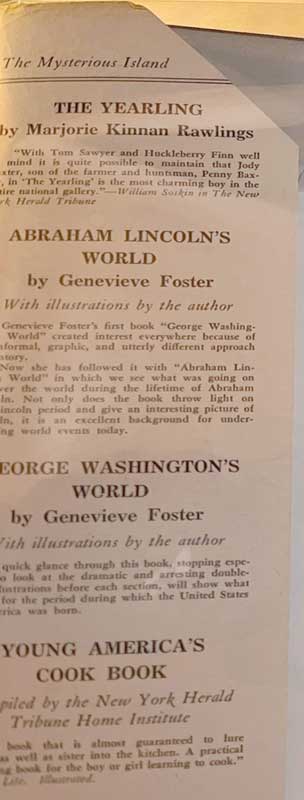 The Mysterious Island
THE YEARLING
by Marjorie Kinnan Rawlings
"With Tom Sawyer and Huckleberry Finn well
mind it is quite possible to maintain that Jody
xter, son of the farmer and huntsman, Penny Bax-
, in 'The Yearling' is the most charming boy in the
tire national gallery."—William Soskin in The New
rk Herald Tribune
ABRAHAM LINCOLN'S
WORLD
by Genevieve Foster
With illustrations by the author
Genevieve Foster's first book "George Washing-
World" created interest everywhere because of
nformal, graphic, and utterly different approach
story.
Now she has followed it with "Abraham Lin-
World" in which we see what was going on
ver the world during the lifetime of Abraham
ln. Not only does the book throw light on
incoln period and give an interesting picture of
ln, it is an excellent background for under-
ng world events today.
EORGE WASHINGTON'S
WORLD
by Genevieve Foster
With illustrations by the author
quick glance through this book, stopping espe-
o look at the dramatic and arresting double-
lustrations before each section, will show what
for the period during which the United States
erica was born.
YOUNG AMERICA'S
COOK BOOK
piled by the New York Herald
Tribune Home Institute
book that is almost guaranteed to lure
as well as sister into the kitchen. A practical
ng book for the boy or girl learning to cook."
Life. Illustrated.